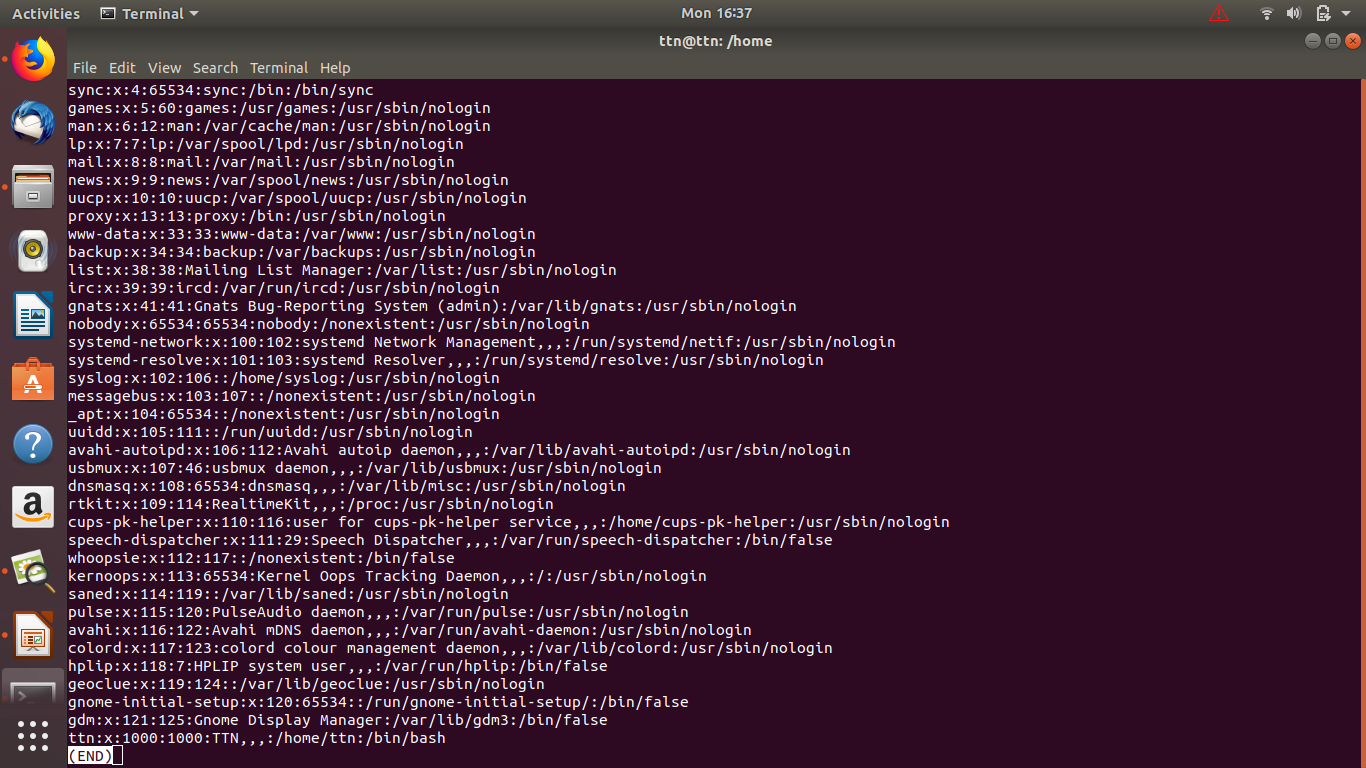 Activities Terminal Mon 16:37
ttn@ttn: /home
File Edit View Search Terminal Help
sync:x:4:65534:sync:/bin:/bin/sync
games:x:5:60:games:/usr/games:/usr/sbin/nologin
man:x:6:12:man:/var/cache/man:/usr/sbin/nologin
lp:x:7:7:lp:/var/spool/lpd:/usr/sbin/nologin
mail:x:8:8:mail:/var/mail:/usr/sbin/nologin
news:x:9:9:news:/var/spool/news:/usr/sbin/nologin
uucp:x:10:10:uucp:/var/spool/uucp:/usr/sbin/nologin
proxy:x:13:13:proxy:/bin:/usr/sbin/nologin
www-data:x:33:33:www-data:/var/www:/usr/sbin/nologin
backup:x:34:34:backup:/var/backups:/usr/sbin/nologin
list:x:38:38:Mailing List Manager:/var/list:/usr/sbin/nologin
irc:x:39:39:ircd:/var/run/ircd:/usr/sbin/nologin
gnats:x:41:41:Gnats Bug-Reporting System (admin):/var/lib/gnats:/usr/sbin/nologin
nobody:x:65534:65534:nobody:/nonexistent:/usr/sbin/nologin
systemd-network:x:100:102:systemd Network Management,,,:/run/systemd/netif:/usr/sbin/nologin
systemd-resolve:x:101:103:systemd Resolver,,,:/run/systemd/resolve:/usr/sbin/nologin
syslog:x:102:106::/home/syslog:/usr/sbin/nologin
messagebus:x:103:107::/nonexistent:/usr/sbin/nologin
_apt:x:104:65534::/nonexistent:/usr/sbin/nologin
uuidd:x:105:111::/run/uuidd:/usr/sbin/nologin
avahi-autoipd:x:106:112:Avahi autoip daemon,,,:/var/lib/avahi-autoipd:/usr/sbin/nologin
usbmux:x:107:46:usbmux daemon,,,:/var/lib/usbmux:/usr/sbin/nologin
dnsmasq:x:108:65534:dnsmasq,,,:/var/lib/misc:/usr/sbin/nologin
rtkit:x:109:114:RealtimeKit,,,:/proc:/usr/sbin/nologin
cups-pk-helper:x:110:116:user for cups-pk-helper service,,,:/home/cups-pk-helper:/usr/sbin/nologin
speech-dispatcher:x:111:29:Speech Dispatcher,,,:/var/run/speech-dispatcher:/bin/false
whoopsie:x:112:117::/nonexistent:/bin/false
kernoops:x:113:65534:Kernel Oops Tracking Daemon,,,:/:/usr/sbin/nologin
saned:x:114:119::/var/lib/saned:/usr/sbin/nologin
pulse:x:115:120:PulseAudio daemon,,,:/var/run/pulse:/usr/sbin/nologin
avahi:x:116:122:Avahi mDNS daemon,,,:/var/run/avahi-daemon:/usr/sbin/nologin
colord:x:117:123:colord colour management daemon,,,:/var/lib/colord:/usr/sbin/nologin
hplip:x:118:7:HPLIP system user,,,:/var/run/hplip:/bin/false
geoclue:x:119:124::/var/lib/geoclue:/usr/sbin/nologin
gnome-initial-setup:x:120:65534::/run/gnome-initial-setup/:/bin/false
gdm:x:121:125:Gnome Display Manager:/var/lib/gdm3:/bin/false
ttn:x:1000:1000:TTN,,,:/home/ttn:/bin/bash
(END)